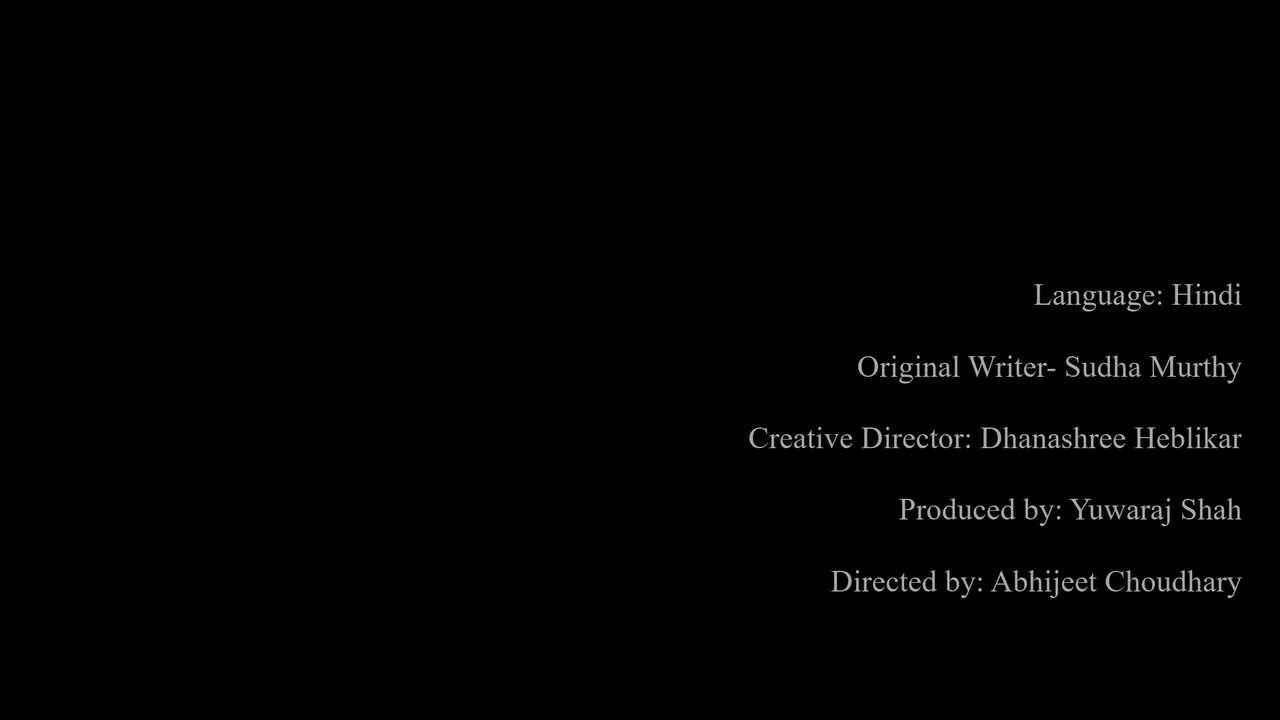 Language: Hindi
Original Writer- Sudha Murthy
Creative Director: Dhanashree Heblikar
Produced by: Yuwaraj Shah
Directed by: Abhijeet Choudhary